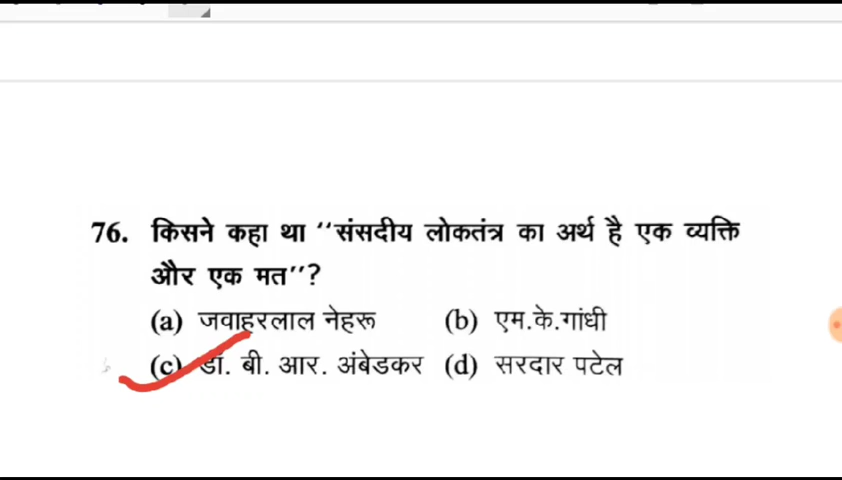 76. किसने कहा था ‘‘संसदीय लोकतंत्र का अर्थ है एक व्यक्ति
और एक मत’’?
(a) जवाहरलाल नेहरू (b) एम.के.गांधी
(c) डॉ. बी. आर. अंबेडकर (d) सरदार पटेल